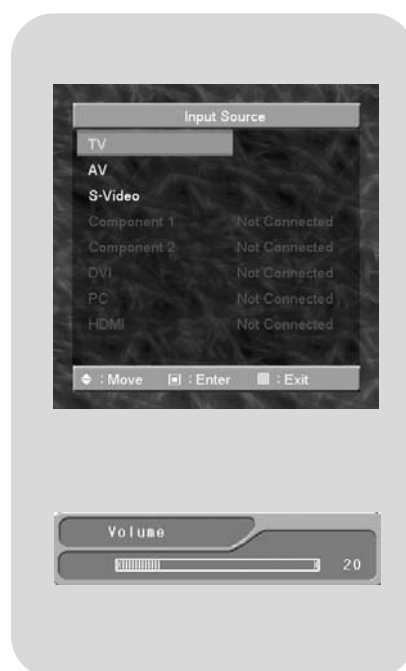 Input Source
TV
AV
S-Video
Component 1 Not Connected
Component 2 Not Connected
DVI Not Connected
PC Not Connected
HDMI Not Connected
: Move : Enter : Exit
Volume
20